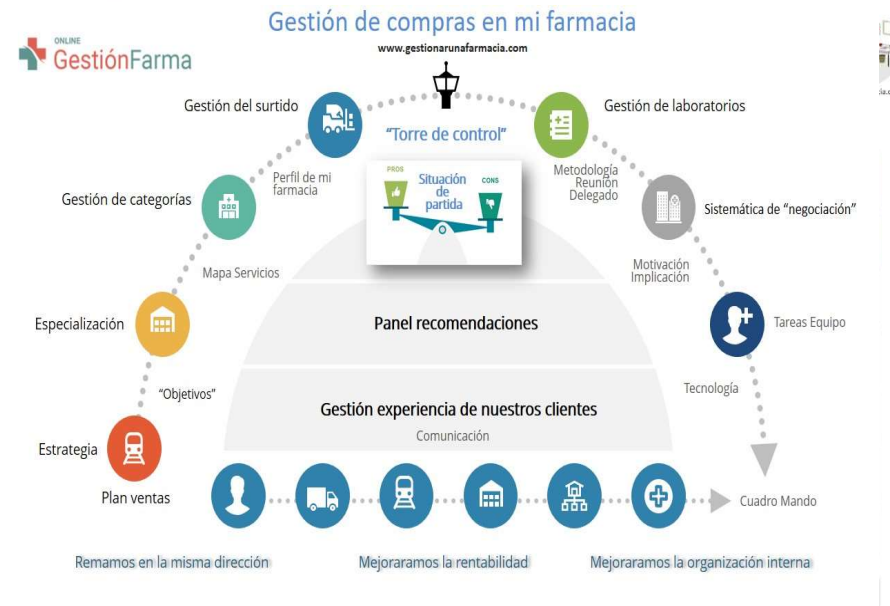 Gestión de compras en mi farmacia
www.gestionarunafarmacia.com
ONLINE
GestiónFarma
Gestión del surtido
Gestión de laboratorios
“Torre de control”
PROS
CONS
Situación
de
partida
Perfil de mi
farmacia
Metodología
Reunión
Delegado
Gestión de categorías
Sistemática de “negociación”
Mapa Servicios
Motivación
Implicación
Especialización
Panel recomendaciones
Tareas Equipo
“Objetivos”
Tecnología
Gestión experiencia de nuestros clientes
Comunicación
Estrategia
Plan ventas
Cuadro Mando
Remamos en la misma dirección
Mejoraramos la rentabilidad
Mejoraramos la organización interna